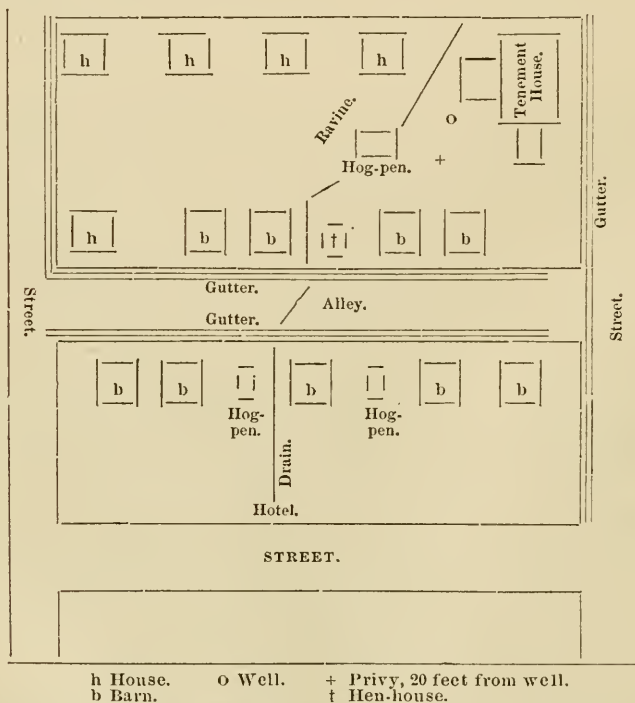 h h h h
Tenement
House.
Ravine.
o
Hog-pen. +
Gutter.
h b b † b b
Gutter.
Alley.
Gutter.
Street.
Street.
b b b b b
Hog-
pen.
Hog-
pen.
Drain.
Hotel.
STREET.
h House. o Well. + Privy, 20 feet from well.
b Barn. † Hen-house.